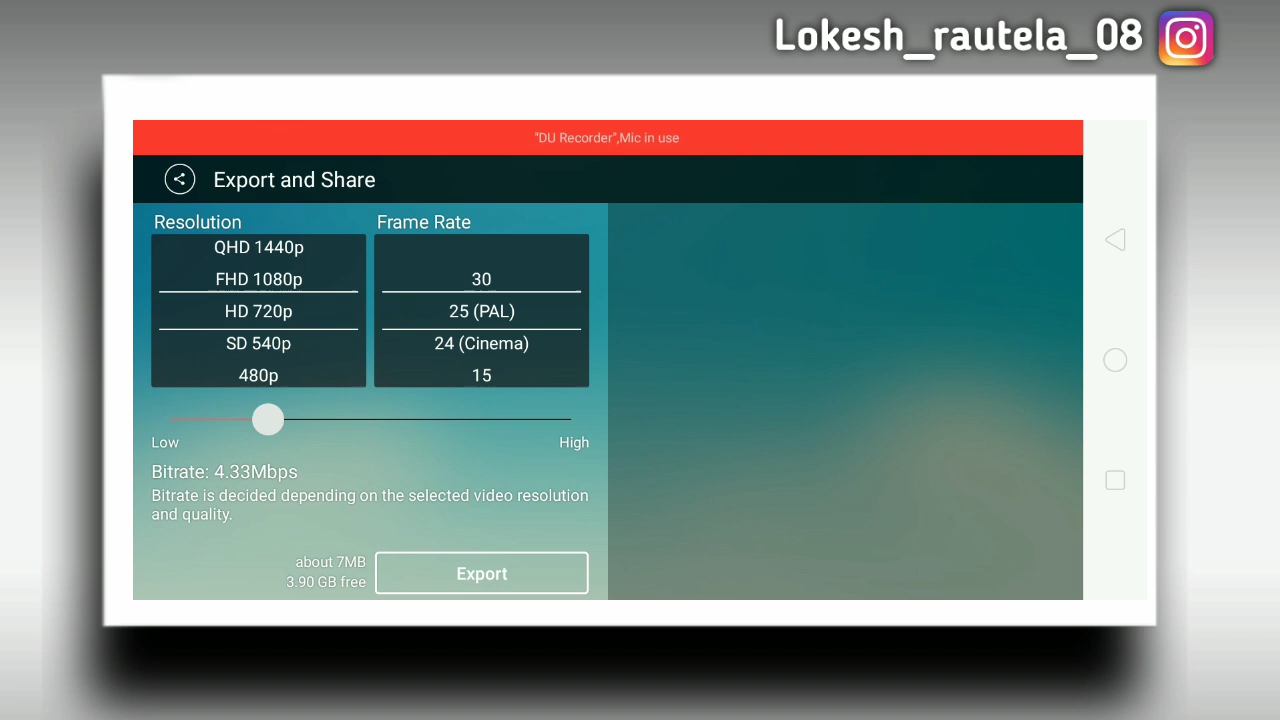 Lokesh_rautela_08
"DU Recorder",Mic in use
Export and Share
Resolution
Frame Rate
QHD 1440p
FHD 1080p
HD 720p
SD 540p
480p
30
25 (PAL)
24 (Cinema)
15
Low
High
Bitrate: 4.33Mbps
Bitrate is decided depending on the selected video resolution
and quality.
about 7MB
3.90 GB free
Export